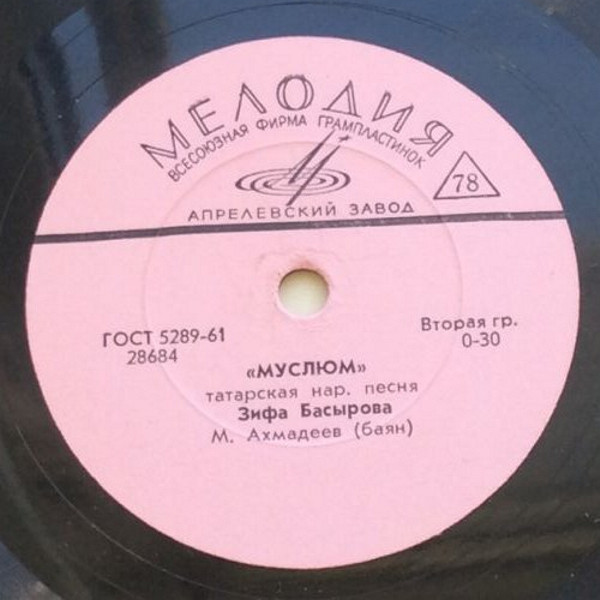 МЕЛОДИЯ
ВСЕСОЮЗНАЯ ФИРМА ГРАМПЛАСТИНОК
78
АПРЕЛЕВСКИЙ ЗАВОД
ГОСТ 5289-61
28684
Вторая гр.
0-30
«МУСЛЮМ»
татарская нар. песня
Зифа Басырова
М. Ахмадеев (баян)